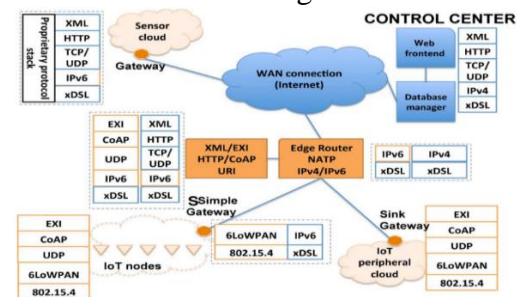 CONTROL CENTER
Proprietary protocol
stack
XML
HTTP
TCP/
UDP
IPv6
xDSL
Sensor
cloud
Gateway
WAN connection
(Internet)
Web
frontend
Database
manager
XML
HTTP
TCP/
UDP
IPv4
xDSL
EXI
CoAP
UDP
IPv6
xDSL
XML
HTTP
TCP/
UDP
IPv6
xDSL
XML/EXI
HTTP/CoAP
URI
Edge Router
NATP
IPv4/IPv6
IPv6 IPv4
xDSL xDSL
SSimple
Gateway
EXI
CoAP
UDP
6LoWPAN
802.15.4
IoT nodes
6LoWPAN IPv6
802.15.4 xDSL
Sink
Gateway
IoT
peripheral
cloud
EXI
CoAP
UDP
6LoWPAN
802.15.4